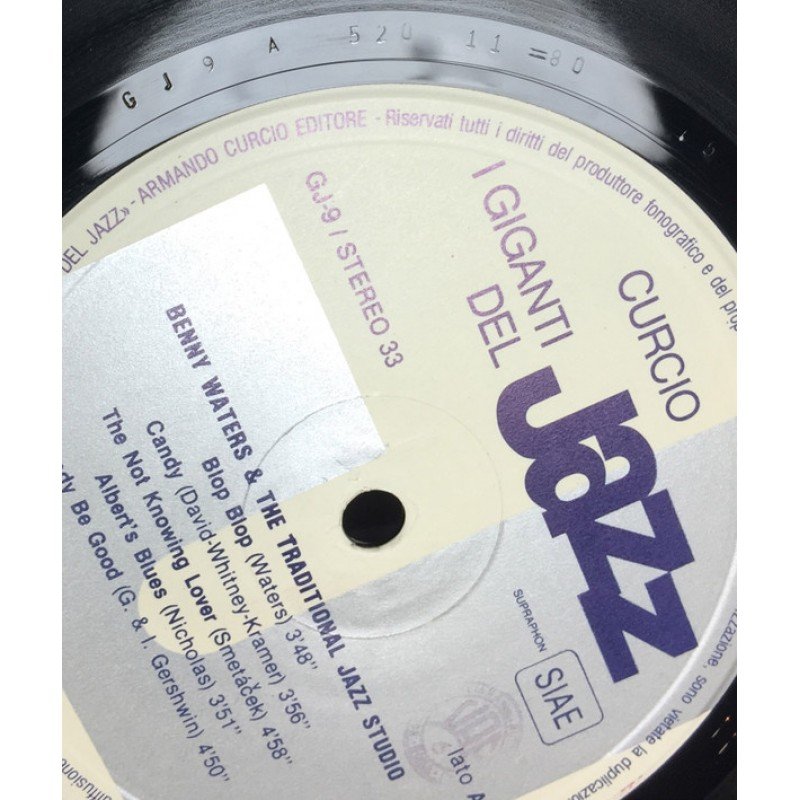 GJ 9 A 520 11=80
DEL JAZZ» - ARMANDO CURCIO EDITORE - Riservati tutti i diritti del produttore fonografico e del
CURCIO
I GIGANTI
DEL
JAZZ
GJ-9 / STEREO 33
SUPRAPHON
SIAE
lato A
BENNY WATERS & THE TRADITIONAL JAZZ STUDIO
Blop Blop (Waters) 3'48"
Candy (David-Whitney-Kramer) 3'56"
The Not Knowing Lover (Smetáček) 4'58"
Albert's Blues (Nicholas) 3'51"
Be Good (G. & I. Gershwin) 4'50"
sono vietate la